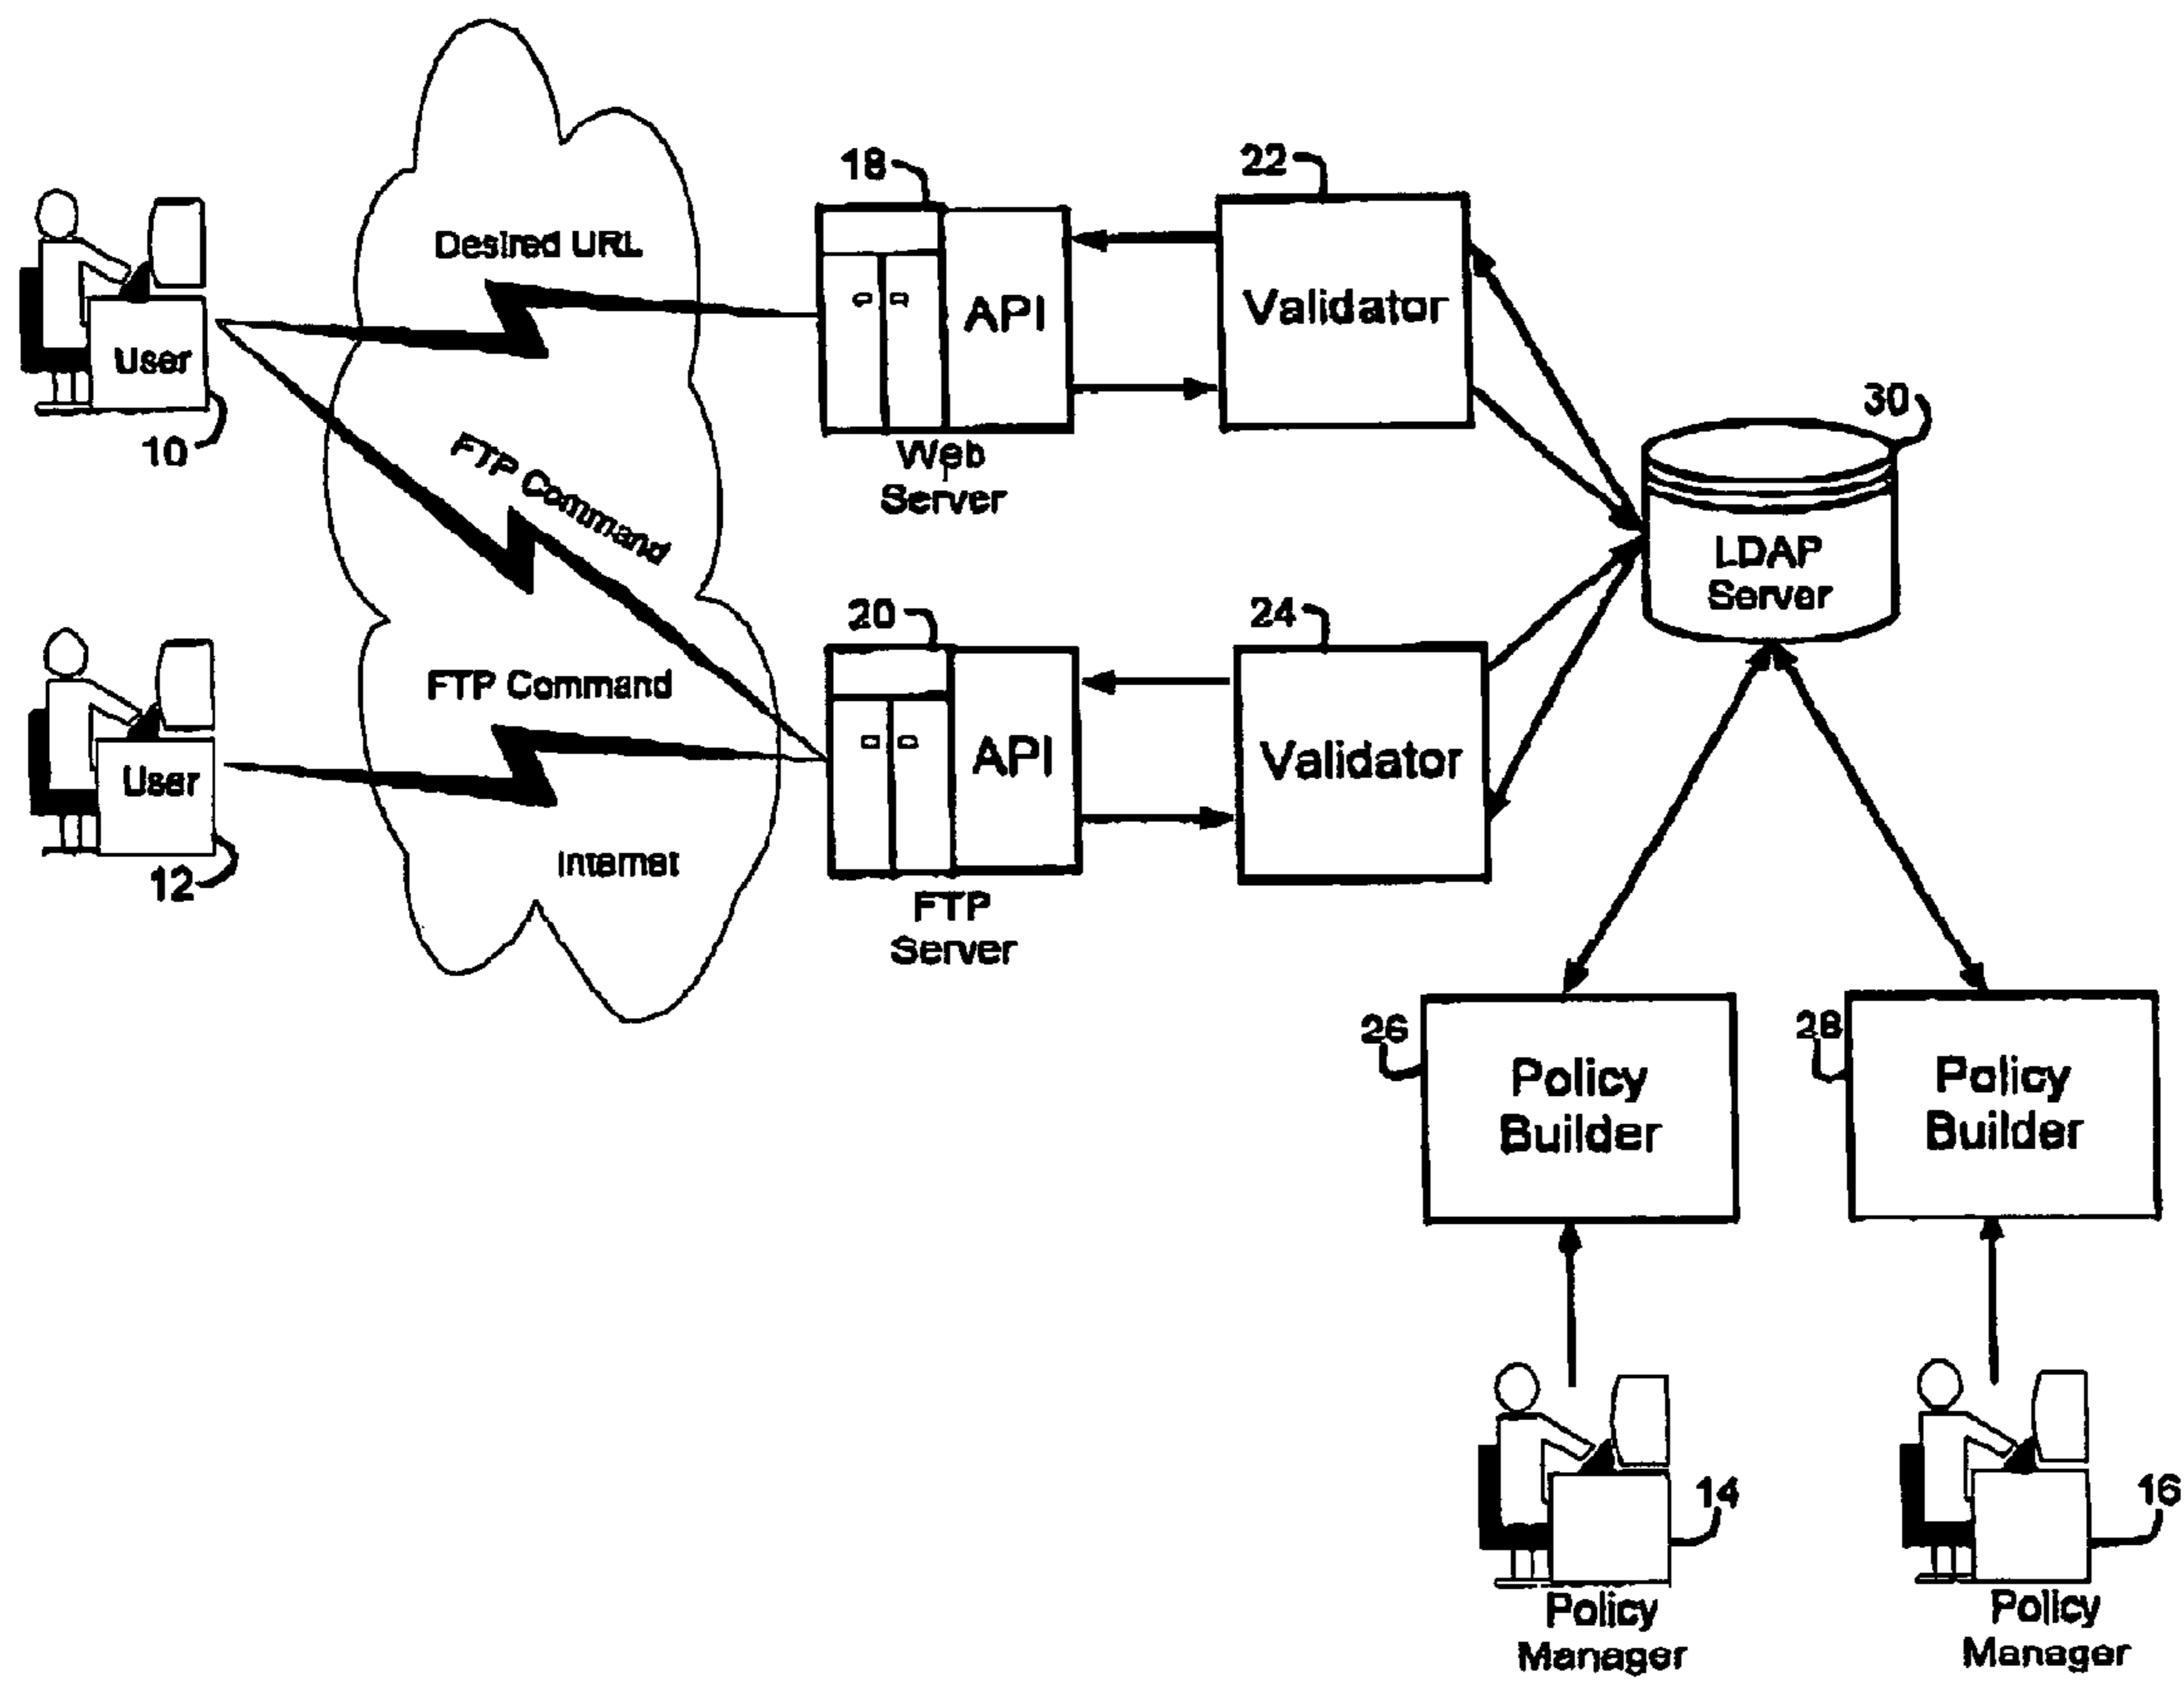 18
22
Desired URL
API
Validator
User
10
30
Web
Server
FTP Command
LDAP
Server
20
24
FTP Command
API
Validator
User
12
Internet
FTP
Server
26
28
Policy
Builder
Policy
Builder
14
16
Policy
Manager
Policy
Manager